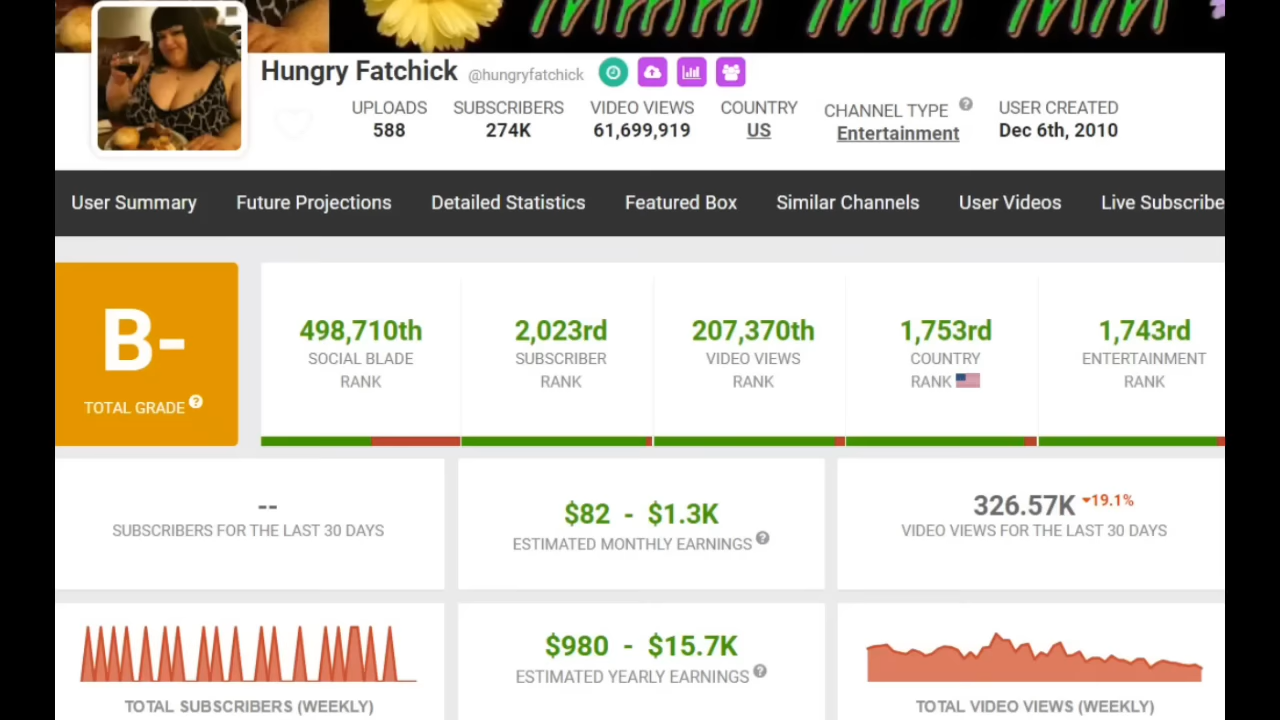 Mmm Mm Mm
Hungry Fatchick @hungryfatchick
UPLOADS SUBSCRIBERS VIDEO VIEWS COUNTRY CHANNEL TYPE USER CREATED
588 274K 61,699,919 US Entertainment Dec 6th, 2010
User Summary Future Projections Detailed Statistics Featured Box Similar Channels User Videos Live Subscribe
B-
TOTAL GRADE
498,710th 2,023rd 207,370th 1,753rd 1,743rd
SOCIAL BLADE SUBSCRIBER VIDEO VIEWS COUNTRY ENTERTAINMENT
RANK RANK RANK RANK RANK
-- $82 - $1.3K 326.57K 19.1%
SUBSCRIBERS FOR THE LAST 30 DAYS ESTIMATED MONTHLY EARNINGS VIDEO VIEWS FOR THE LAST 30 DAYS
$980 - $15.7K
ESTIMATED YEARLY EARNINGS
TOTAL SUBSCRIBERS (WEEKLY) TOTAL VIDEO VIEWS (WEEKLY)